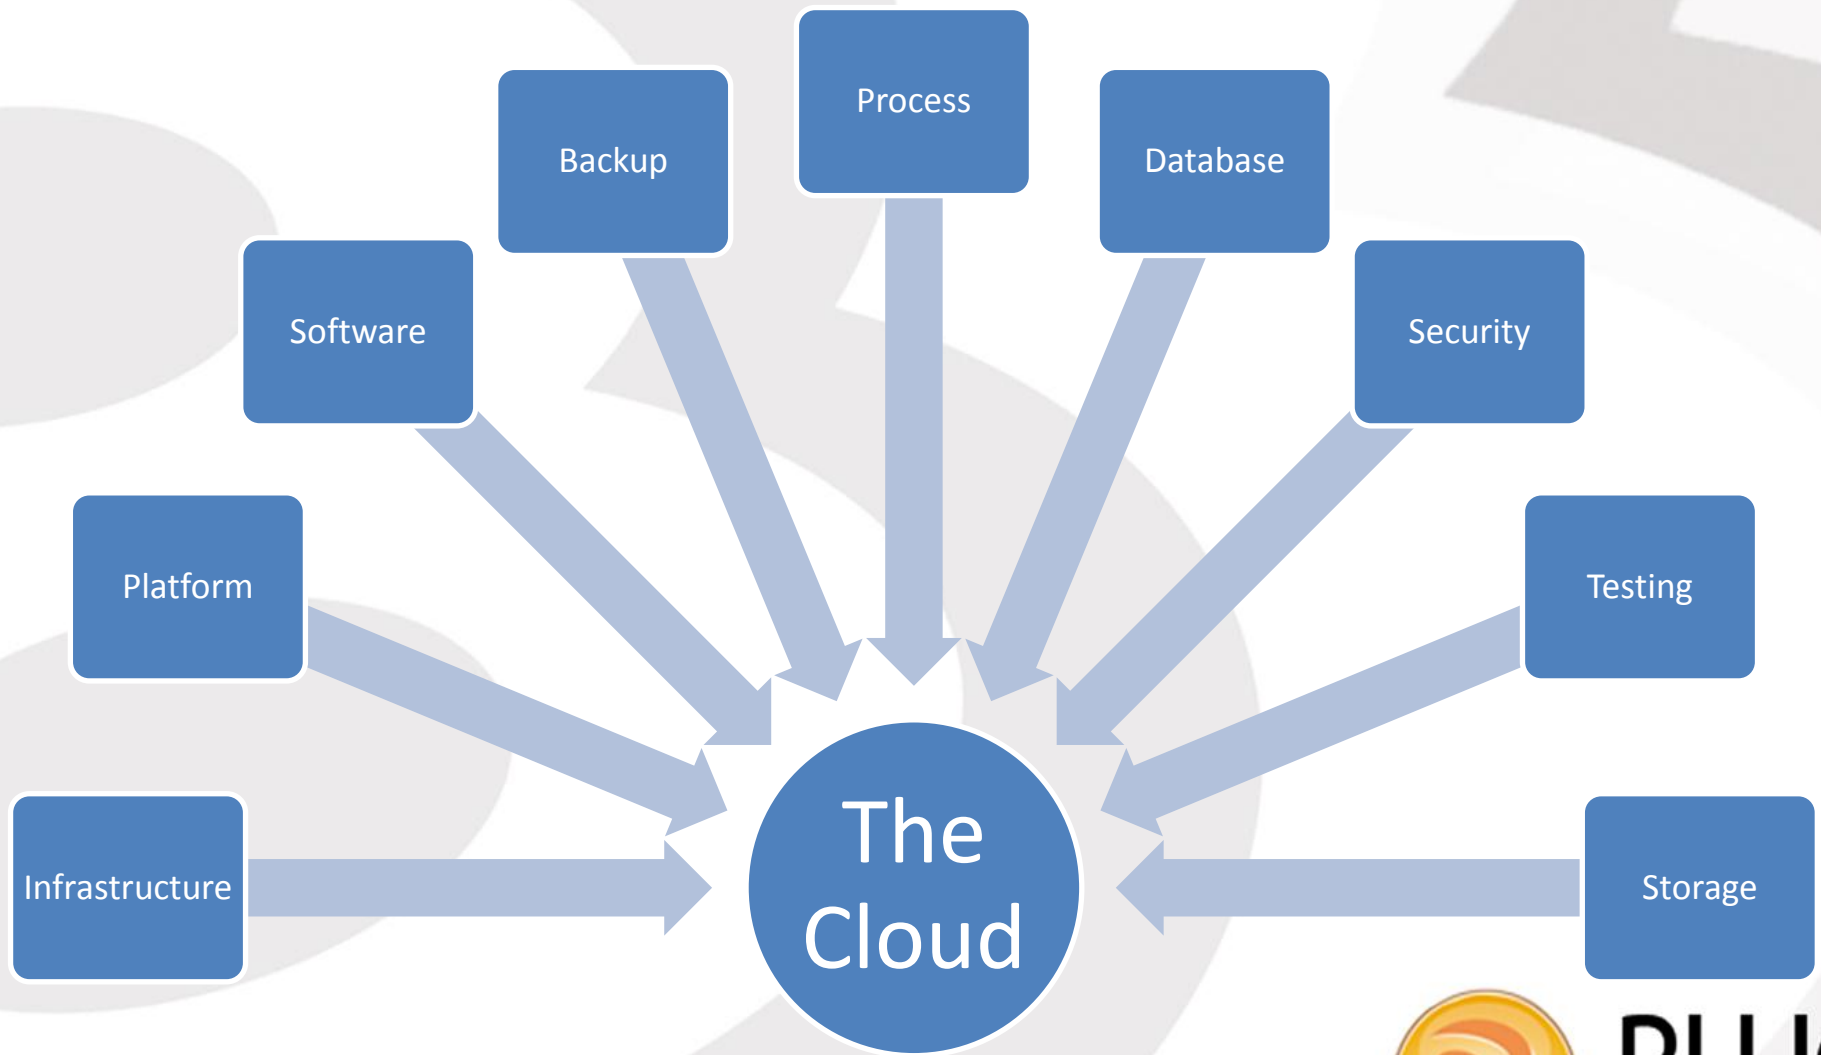 Process
Backup
Database
Software
Security
Platform
Testing
The
Cloud
Infrastructure
Storage